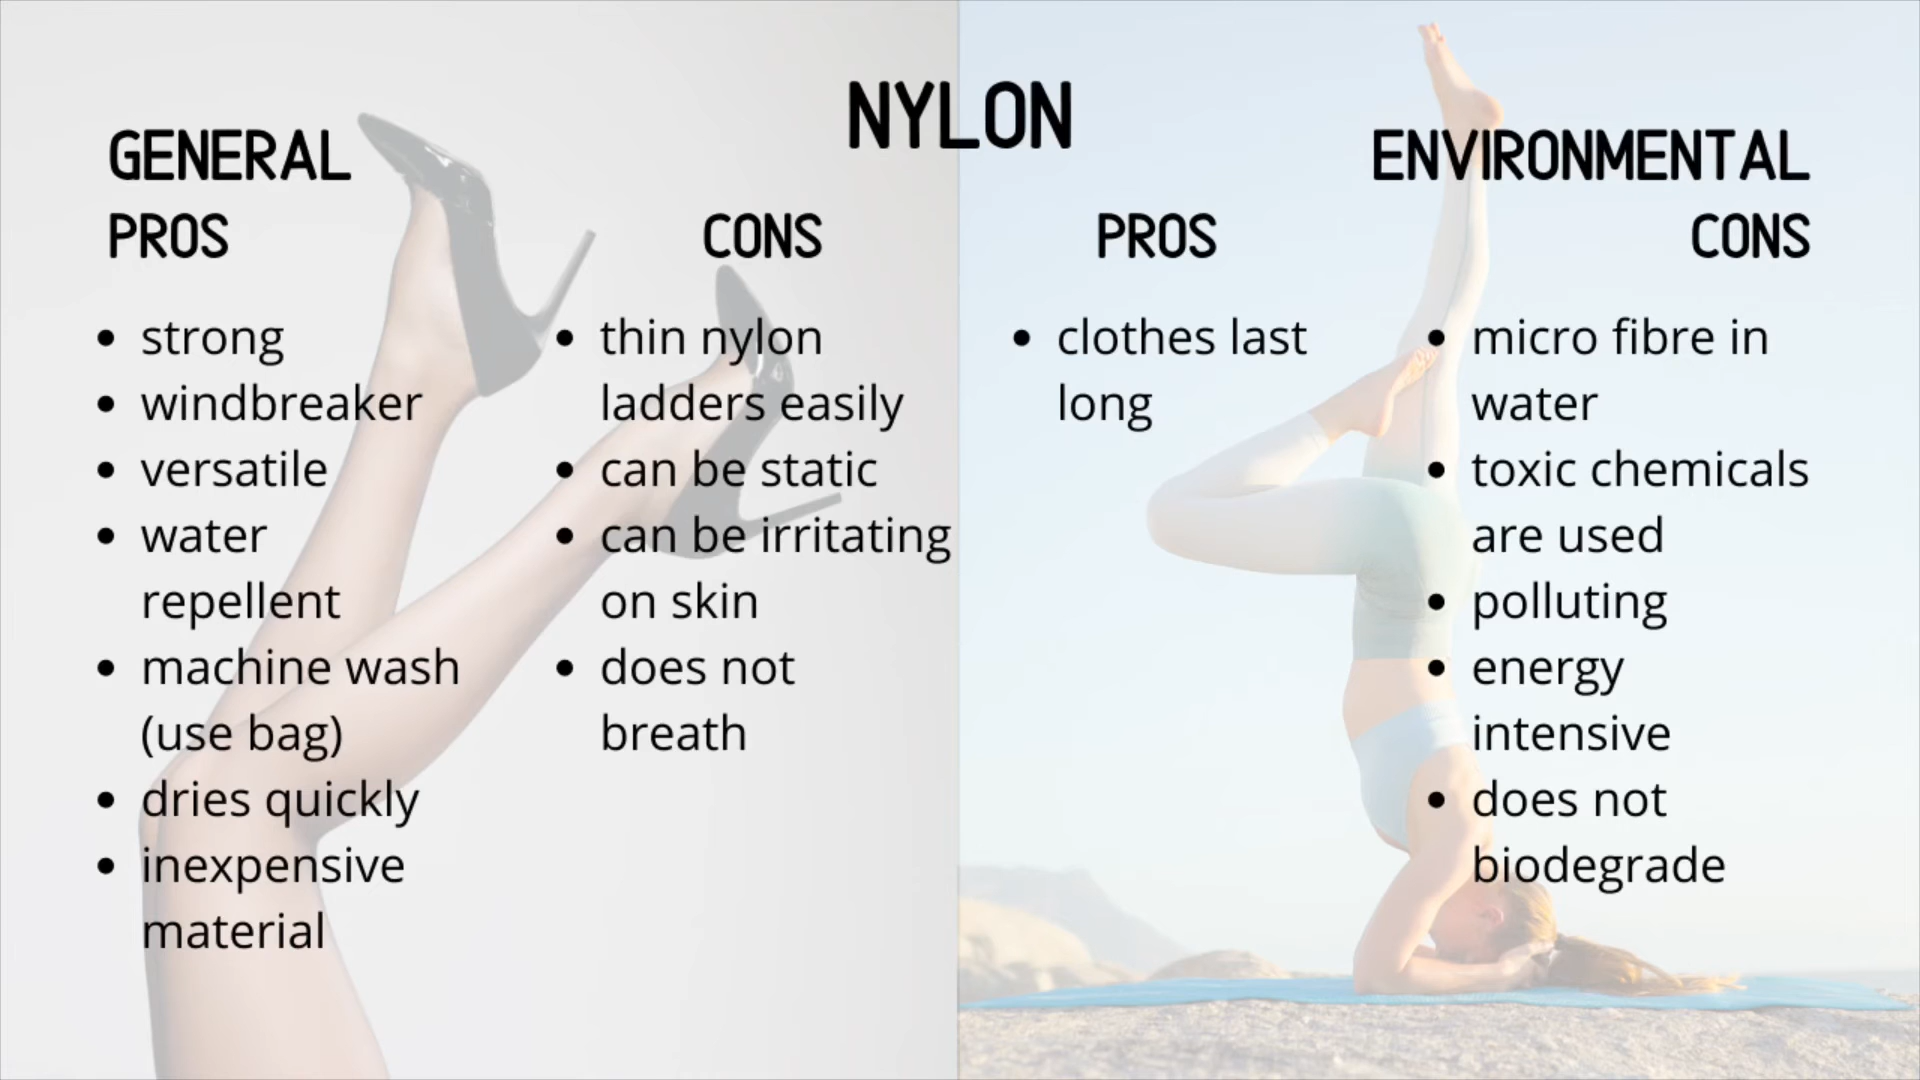 NYLON
GENERAL
PROS
• strong
• windbreaker
• versatile
• water
repellent
• machine wash
(use bag)
• dries quickly
• inexpensive
material
CONS
• thin nylon
ladders easily
• can be static
• can be irritating
on skin
• does not
breath
ENVIRONMENTAL
PROS
• clothes last
long
CONS
• micro fibre in
water
• toxic chemicals
are used
• polluting
• energy
intensive
• does not
biodegrade